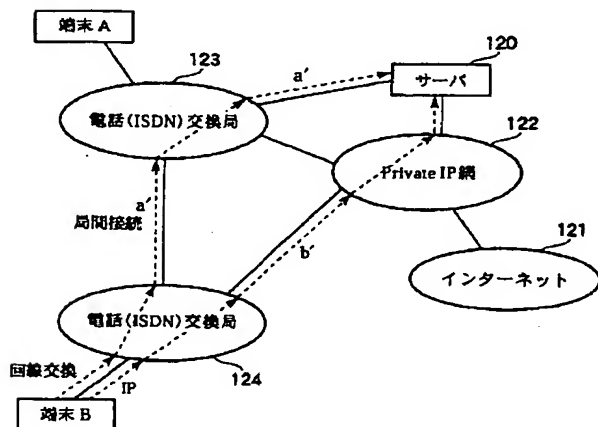 端末 A
123
120
a′
サーバ
電話(ISDN)交換局
122
Private IP網
a′
局間接続
121
b′
インターネット
電話(ISDN)交換局
回線交換
IP
124
端末 B